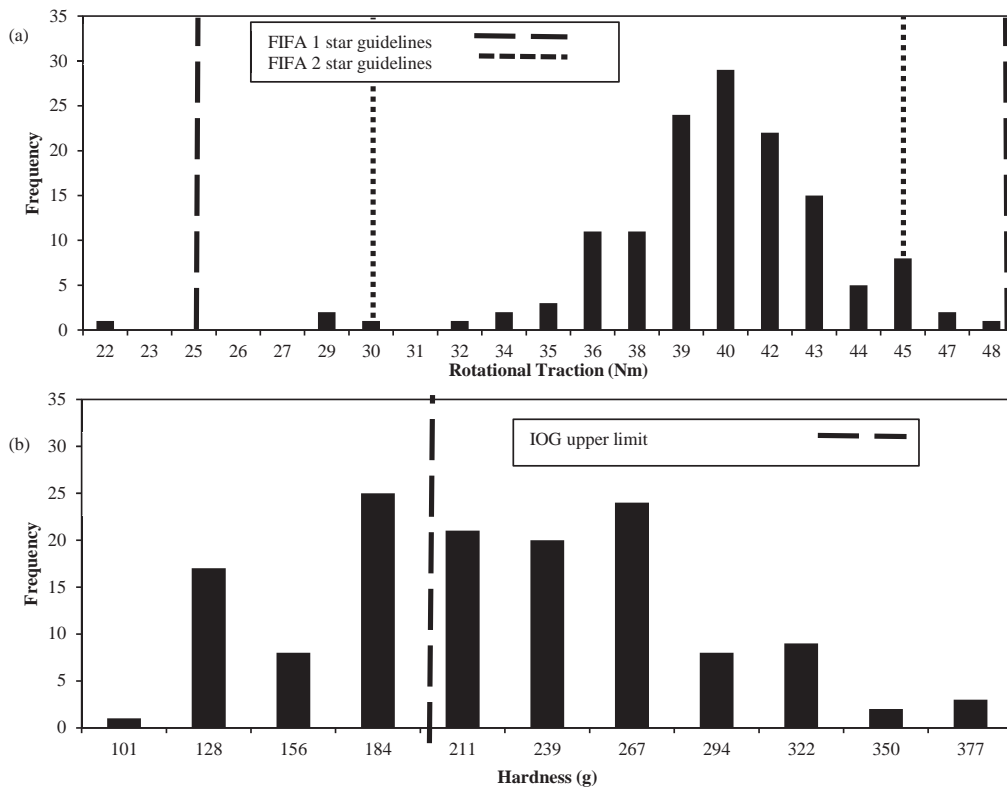 (a)
35
30
25
20
15
10
5
0
Frequency
FIFA 1 star guidelines
FIFA 2 star guidelines
22 23 25 26 27 29 30 31 32 34 35 36 38 39 40 42 43 44 45 47 48
Rotational Traction (Nm)
(b)
35
30
25
20
15
10
5
0
Frequency
IOG upper limit
101 128 156 184 211 239 267 294 322 350 377
Hardness (g)